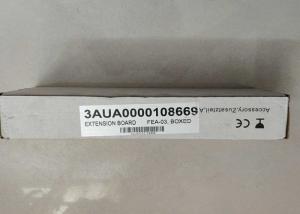 3AUA0000108669
EXTENSION BOARD FEA-03, BOXED
Accessory,Zusatzteil,A
CE